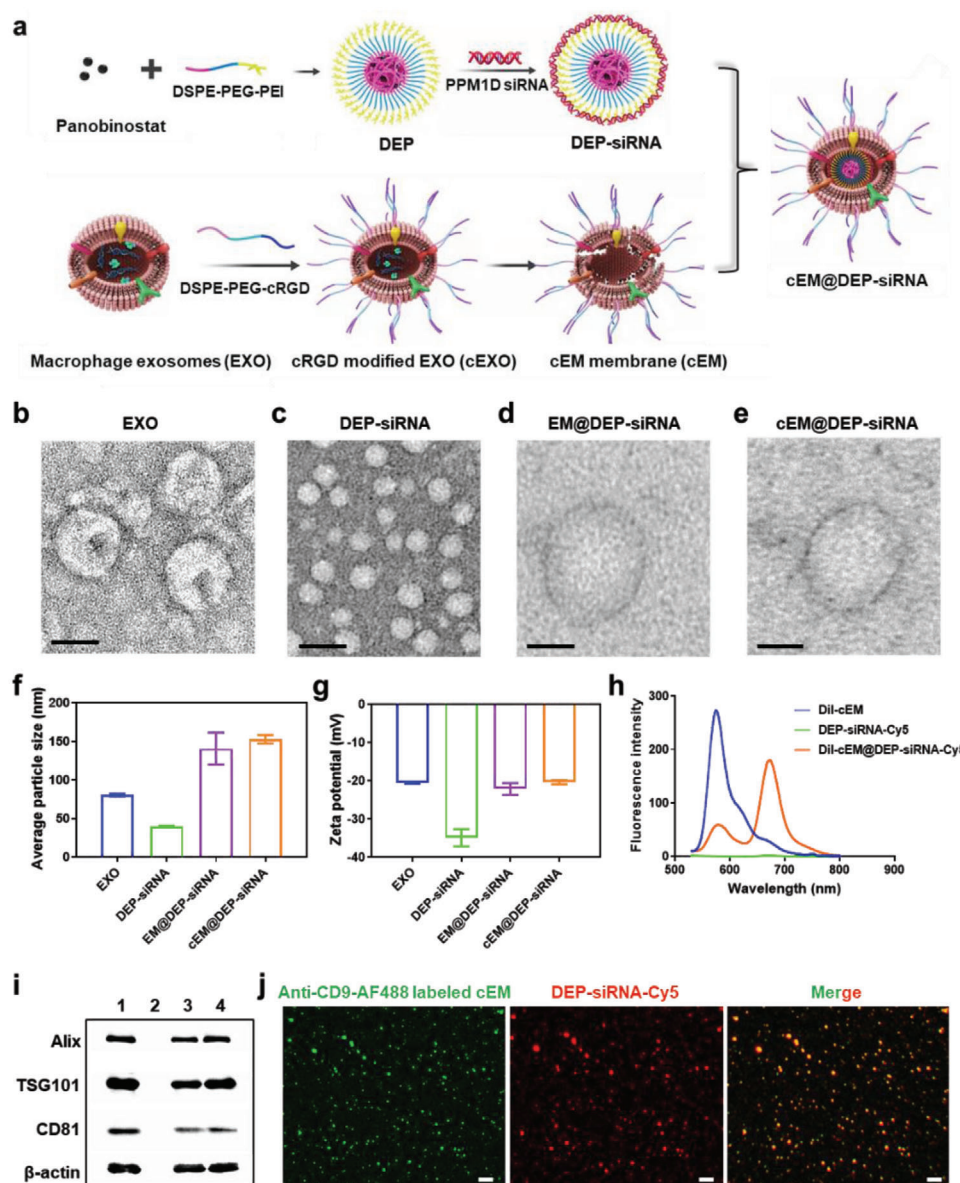 a
DSPE-PEG-PEI
PPM1D siRNA
Panobinostat
DEP
DEP-siRNA
cEM@DEP-siRNA
DSPE-PEG-cRGD
Macrophage exosomes (EXO)
cRGD modified EXO (cEXO)
cEM membrane (cEM)
b
EXO
c
DEP-siRNA
d
EM@DEP-siRNA
e
cEM@DEP-siRNA
f
Average particle size (nm)
200
150
100
50
0
EXO
DEP-siRNA
EM@DEP-siRNA
cEM@DEP-siRNA
g
Zeta potential (mV)
0
-10
-20
-30
-40
EXO
DEP-siRNA
EM@DEP-siRNA
cEM@DEP-siRNA
h
Fluorescence intensity
300
200
100
0
500
600
700
800
900
Wavelength (nm)
Dil-cEM
DEP-siRNA-Cy5
Dil-cEM@DEP-siRNA-Cy5
i
1 2 3 4
Alix
TSG101
CD81
β-actin
j
Anti-CD9-AF488 labeled cEM
DEP-siRNA-Cy5
Merge